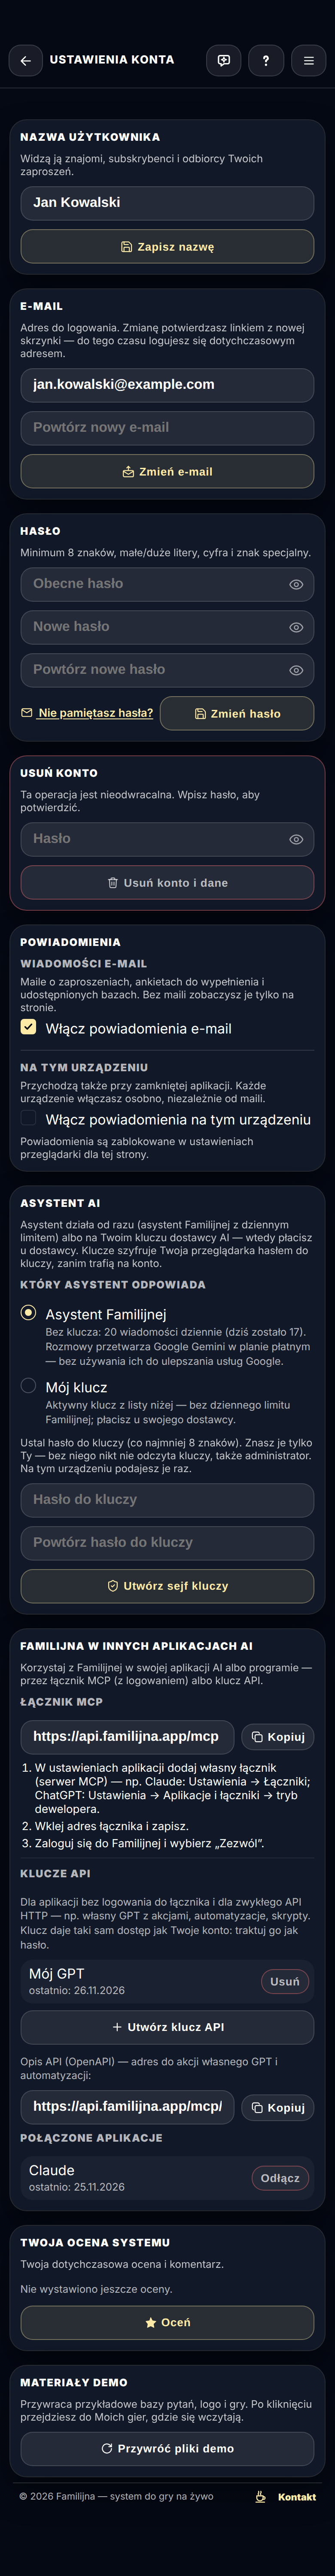 USTAWIENIA KONTA
NAZWA UŻYTKOWNIKA
Widzą ją znajomi, subskrybenci i odbiorcy Twoich
zaproszeń.
Jan Kowalski
Zapisz nazwę
E-MAIL
Adres do logowania. Zmianę potwierdzasz linkiem z nowej
skrzynki — do tego czasu logujesz się dotychczasowym
adresem.
jan.kowalski@example.com
Powtórz nowy e-mail
Zmień e-mail
HASŁO
Minimum 8 znaków, małe/duże litery, cyfra i znak specjalny.
Obecne hasło
Nowe hasło
Powtórz nowe hasło
Nie pamiętasz hasła?
Zmień hasło
USUŃ KONTO
Ta operacja jest nieodwracalna. Wpisz hasło, aby
potwierdzić.
Hasło
Usuń konto i dane
POWIADOMIENIA
WIADOMOŚCI E-MAIL
Maile o zaproszeniach, ankietach do wypełnienia i
udostępnionych bazach. Bez maili zobaczysz je tylko na
stronie.
Włącz powiadomienia e-mail
NA TYM URZĄDZENIU
Przychodzą także przy zamkniętej aplikacji. Każde
urządzenie włączasz osobno, niezależnie od maili.
Włącz powiadomienia na tym urządzeniu
Powiadomienia są zablokowane w ustawieniach
przeglądarki dla tej strony.
ASYSTENT AI
Asystent działa od razu (asystent Familijnej z dziennym
limitem) albo na Twoim kluczu dostawcy AI — wtedy płacisz
u dostawcy. Klucze szyfruje Twoja przeglądarka hasłem do
kluczy, zanim trafią na konto.
KTÓRY ASYSTENT ODPOWIADA
Asystent Familijnej
Bez klucza: 20 wiadomości dziennie (dziś zostało 17).
Rozmowy przetwarza Google Gemini w planie płatnym
— bez używania ich do ulepszania usług Google.
Mój klucz
Aktywny klucz z listy niżej — bez dziennego limitu
Familijnej; płacisz u swojego dostawcy.
Ustal hasło do kluczy (co najmniej 8 znaków). Znasz je tylko
Ty — bez niego nikt nie odczyta kluczy, także administrator.
Na tym urządzeniu podajesz je raz.
Hasło do kluczy
Powtórz hasło do kluczy
Utwórz sejf kluczy
FAMILIJNA W INNYCH APLIKACJACH AI
Korzystaj z Familijnej w swojej aplikacji AI albo programie —
przez łącznik MCP (z logowaniem) albo klucz API.
ŁĄCZNIK MCP
https://api.familijna.app/mcp
Kopiuj
1. W ustawieniach aplikacji dodaj własny łącznik
(serwer MCP) — np. Claude: Ustawienia → Łączniki;
ChatGPT: Ustawienia → Aplikacje i łączniki → tryb
dewelopera.
2. Wklej adres łącznika i zapisz.
3. Zaloguj się do Familijnej i wybierz „Zezwól”.
KLUCZE API
Dla aplikacji bez logowania do łącznika i dla zwykłego API
HTTP — np. własny GPT z akcjami, automatyzacje, skrypty.
Klucz daje taki sam dostęp jak Twoje konto: traktuj go jak
hasło.
Mój GPT
ostatnio: 26.11.2026
Usuń
Utwórz klucz API
Opis API (OpenAPI) — adres do akcji własnego GPT i
automatyzacji:
https://api.familijna.app/mcp/
Kopiuj
POŁĄCZONE APLIKACJE
Claude
ostatnio: 25.11.2026
Odłącz
TWOJA OCENA SYSTEMU
Twoja dotychczasowa ocena i komentarz.
Nie wystawiono jeszcze oceny.
Oceń
MATERIAŁY DEMO
Przywraca przykładowe bazy pytań, logo i gry. Po kliknięciu
przejdziesz do Moich gier, gdzie się wczytają.
Przywróć pliki demo
© 2026 Familijna — system do gry na żywo
Kontakt